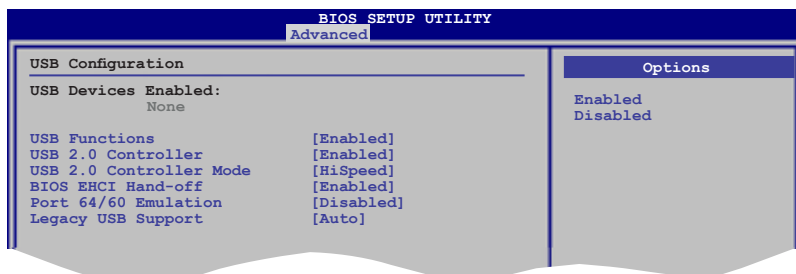 BIOS SETUP UTILITY
Advanced
USB Configuration
USB Devices Enabled:
None
USB Functions [Enabled]
USB 2.0 Controller [Enabled]
USB 2.0 Controller Mode [HiSpeed]
BIOS EHCI Hand-off [Enabled]
Port 64/60 Emulation [Disabled]
Legacy USB Support [Auto]
Options
Enabled
Disabled